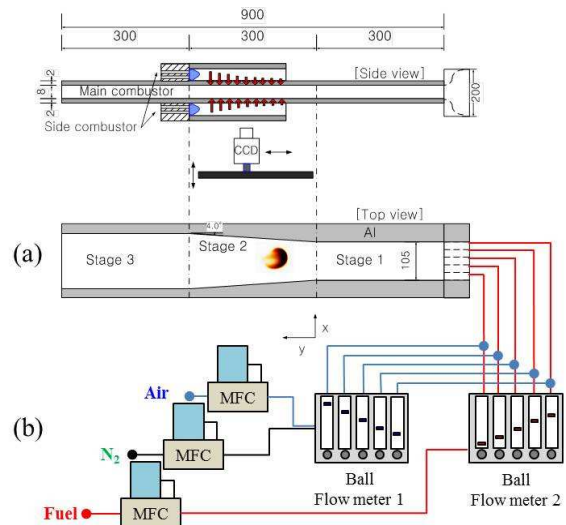 900
300 300 300
[Side view]
2
8
2
Main combustor
Side combustor
200
CCD
[Top view]
4.0°
Al
(a)
Stage 3
Stage 2
Stage 1
105
x
y
Air
MFC
(b)
MFC
N2
Fuel
MFC
Ball
Flow meter 1
Ball
Flow meter 2